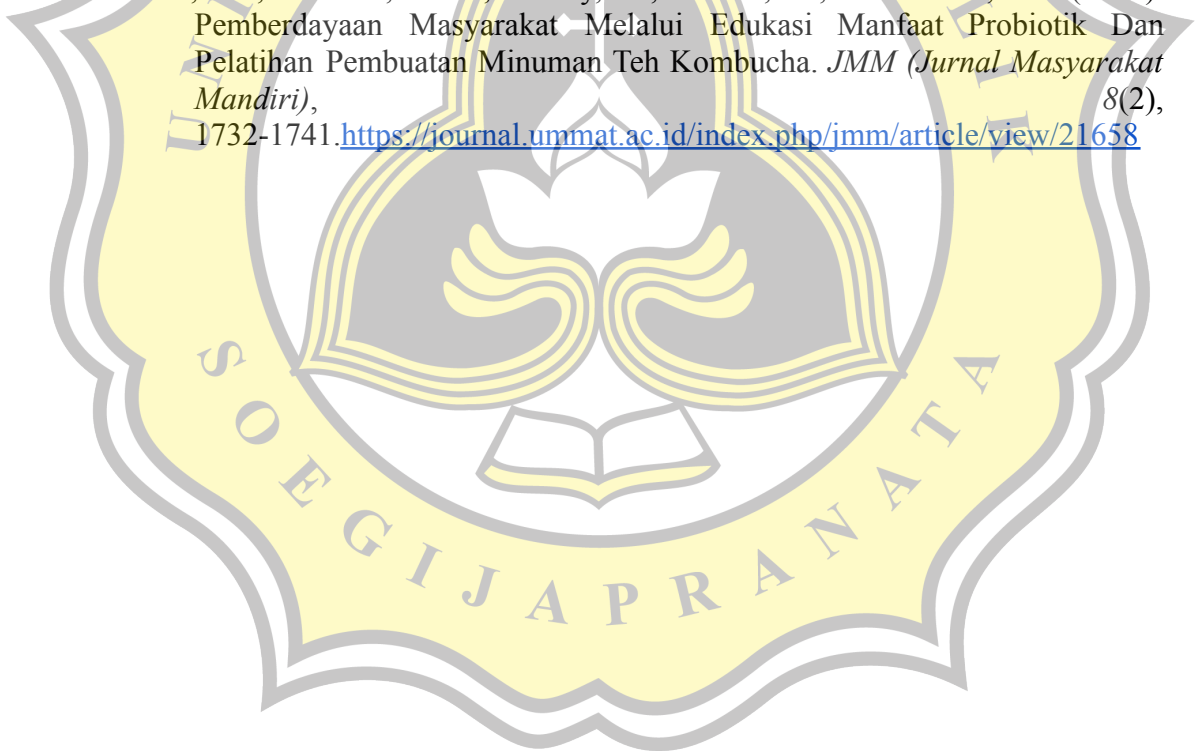 Pemberdayaan Masyarakat Melalui Edukasi Manfaat Probiotik Dan
Pelatihan Pembuatan Minuman Teh Kombucha. JMM (Jurnal Masyarakat
Mandiri), 8(2),
1732-1741.https://journal.ummat.ac.id/index.php/jmm/article/view/21658
SOEGIJAPRANATA